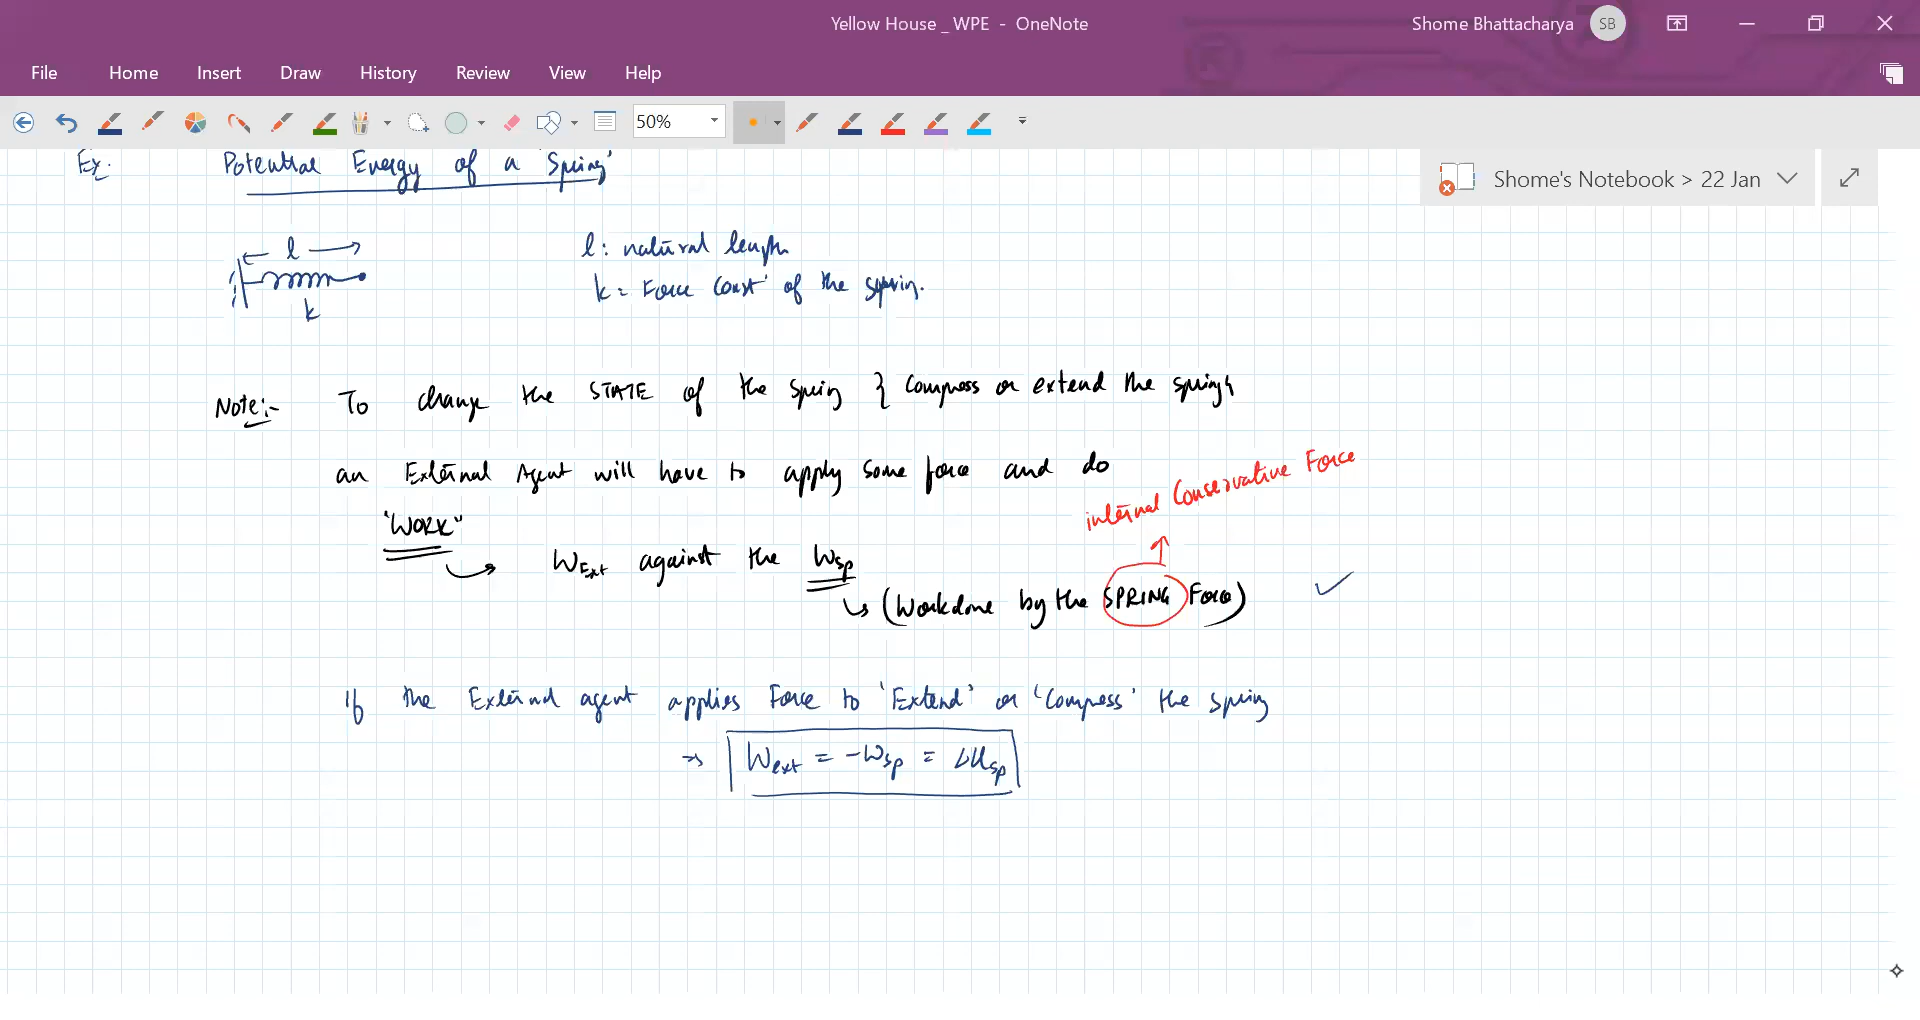 Yellow House _ WPE - OneNote
Shome Bhattacharya SB
File Home Insert Draw History Review View Help
50%
Shome's Notebook > 22 Jan
Ex. Potential Energy of a 'Spring'
l
k
l : natural length
k = Force Const of the sprin.
Note:- To change the STATE of the spring { compress or extend the spring}
an External Agent will have to apply some force and do
"WORK"
internal Conservative Force
WExt against the Wsp
(Workdone by the SPRING Force)
If the External agent applies Force to 'Extend' or 'Compress' the spring
⇒ Wext = -Wsp = ΔUsp